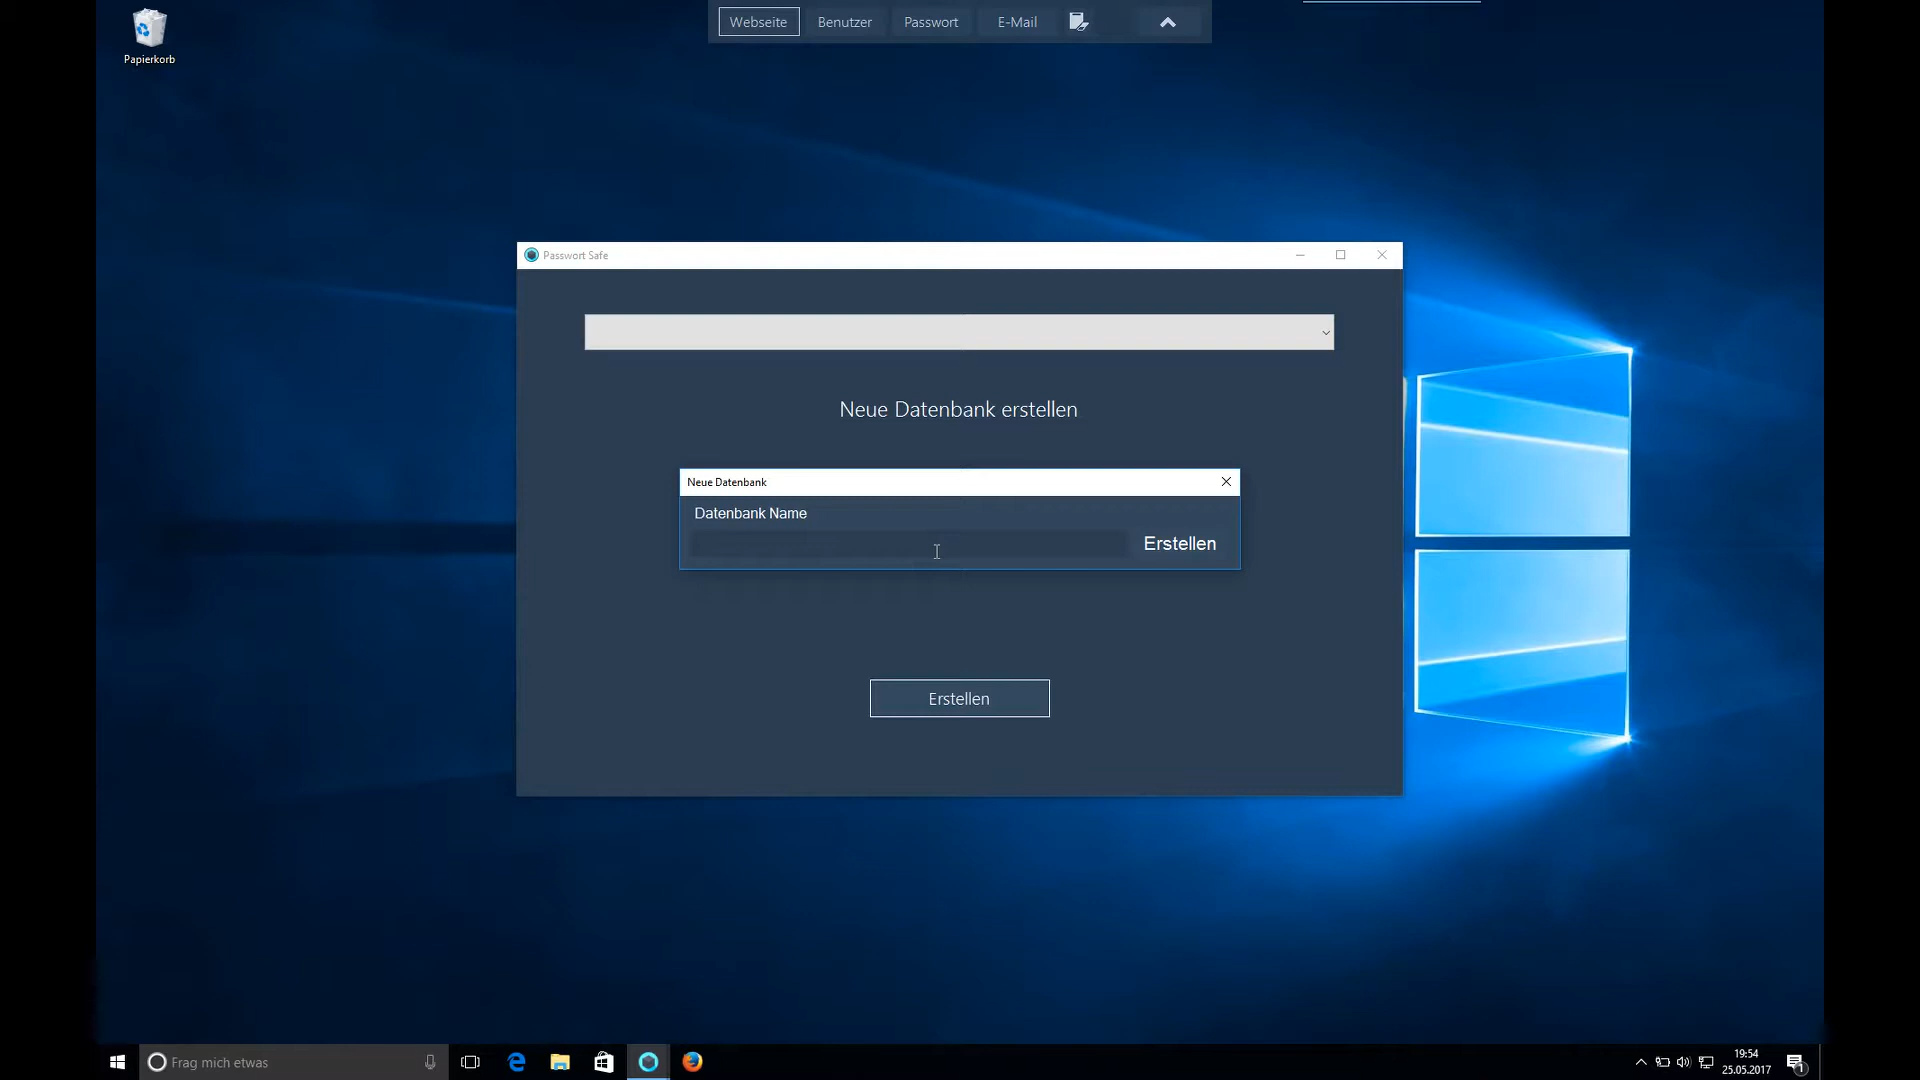 Webseite Benutzer Passwort E-Mail
Papierkorb
Passwort Safe
Neue Datenbank erstellen
Neue Datenbank
Datenbank Name
Erstellen
Erstellen
Frag mich etwas
19:54
25.05.2017
1